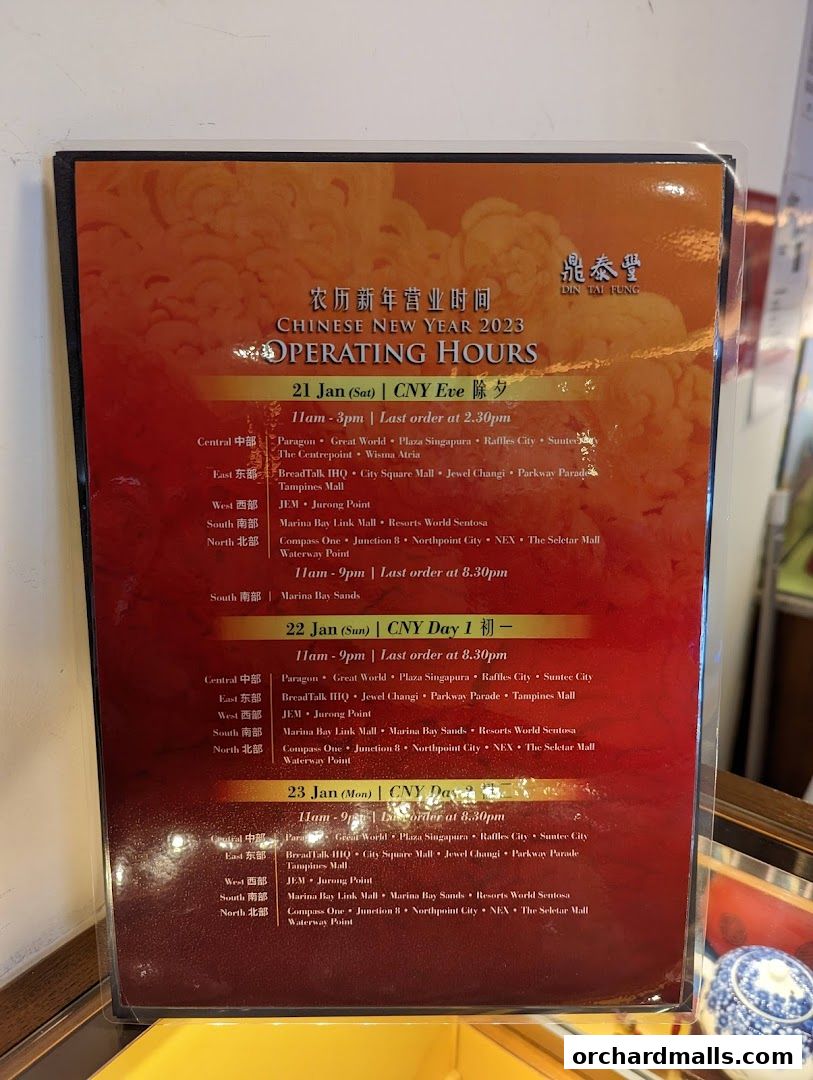 鼎泰豐
DIN TAI FUNG
农历新年营业时间
CHINESE NEW YEAR 2023
OPERATING HOURS
21 Jan (Sat) | CNY Eve 除夕
11am - 3pm | Last order at 2.30pm
Central 中部 | Paragon • Great World • Plaza Singapura • Raffles City • Suntec
The Centrepoint • Wisma Atria
East 东部 | BreadTalk IHQ • City Square Mall • Jewel Changi • Parkway Parade
Tampines Mall
West 西部 | JEM • Jurong Point
South 南部 | Marina Bay Link Mall • Resorts World Sentosa
North 北部 | Compass One • Junction 8 • Northpoint City • NEX • The Seletar Mall
Waterway Point
11am - 9pm | Last order at 8.30pm
South 南部 | Marina Bay Sands
22 Jan (Sun) | CNY Day 1 初一
11am - 9pm | Last order at 8.30pm
Central 中部 | Paragon • Great World • Plaza Singapura • Raffles City • Suntec City
East 东部 | BreadTalk IHQ • Jewel Changi • Parkway Parade • Tampines Mall
West 西部 | JEM • Jurong Point
South 南部 | Marina Bay Link Mall • Marina Bay Sands • Resorts World Sentosa
North 北部 | Compass One • Junction 8 • Northpoint City • NEX • The Seletar Mall
Waterway Point
23 Jan (Mon) | CNY Day 2 初二
11am - 9pm | Last order at 8.30pm
Central 中部 | Paragon • Great World • Plaza Singapura • Raffles City • Suntec City
East 东部 | BreadTalk IHQ • City Square Mall • Jewel Changi • Parkway Parade
Tampines Mall
West 西部 | JEM • Jurong Point
South 南部 | Marina Bay Link Mall • Marina Bay Sands • Resorts World Sentosa
North 北部 | Compass One • Junction 8 • Northpoint City • NEX • The Seletar Mall
Waterway Point
orchardmalls.com